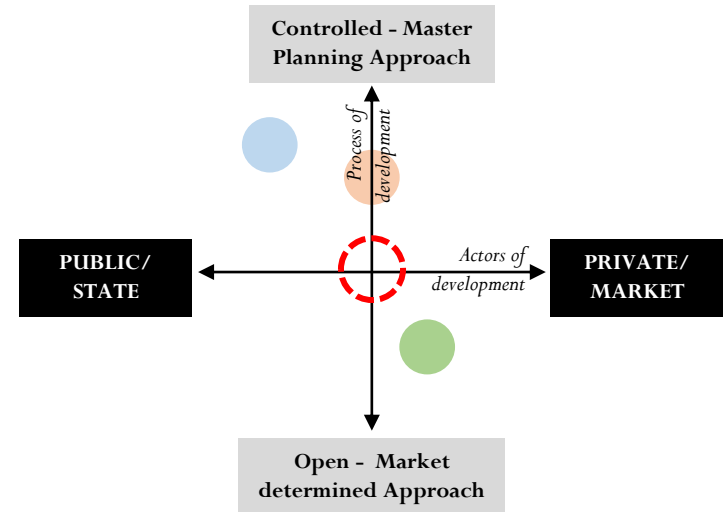 Controlled - Master
Planning Approach
Process of
development
PUBLIC/
STATE
Actors of
development
PRIVATE/
MARKET
Open - Market
determined Approach